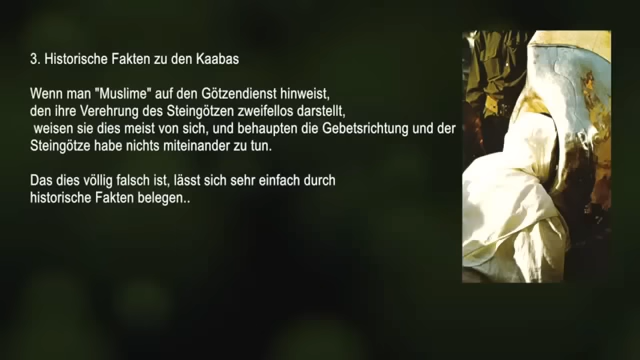 3. Historische Fakten zu den Kaabas
Wenn man "Muslime" auf den Götzendienst hinweist,
den ihre Verehrung des Steingötzen zweifellos darstellt,
weisen sie dies meist von sich, und behaupten die Gebetsrichtung und der
Steingötze habe nichts miteinander zu tun.
Das dies völlig falsch ist, lässt sich sehr einfach durch
historische Fakten belegen..